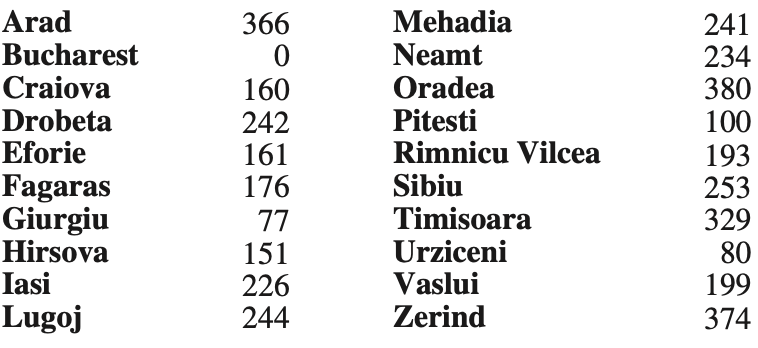 Arad 366 Mehadia 241
Bucharest 0 Neamt 234
Craiova 160 Oradea 380
Drobeta 242 Pitesti 100
Eforie 161 Rimnicu Vilcea 193
Fagaras 176 Sibiu 253
Giurgiu 77 Timisoara 329
Hirsova 151 Urziceni 80
Iasi 226 Vaslui 199
Lugoj 244 Zerind 374